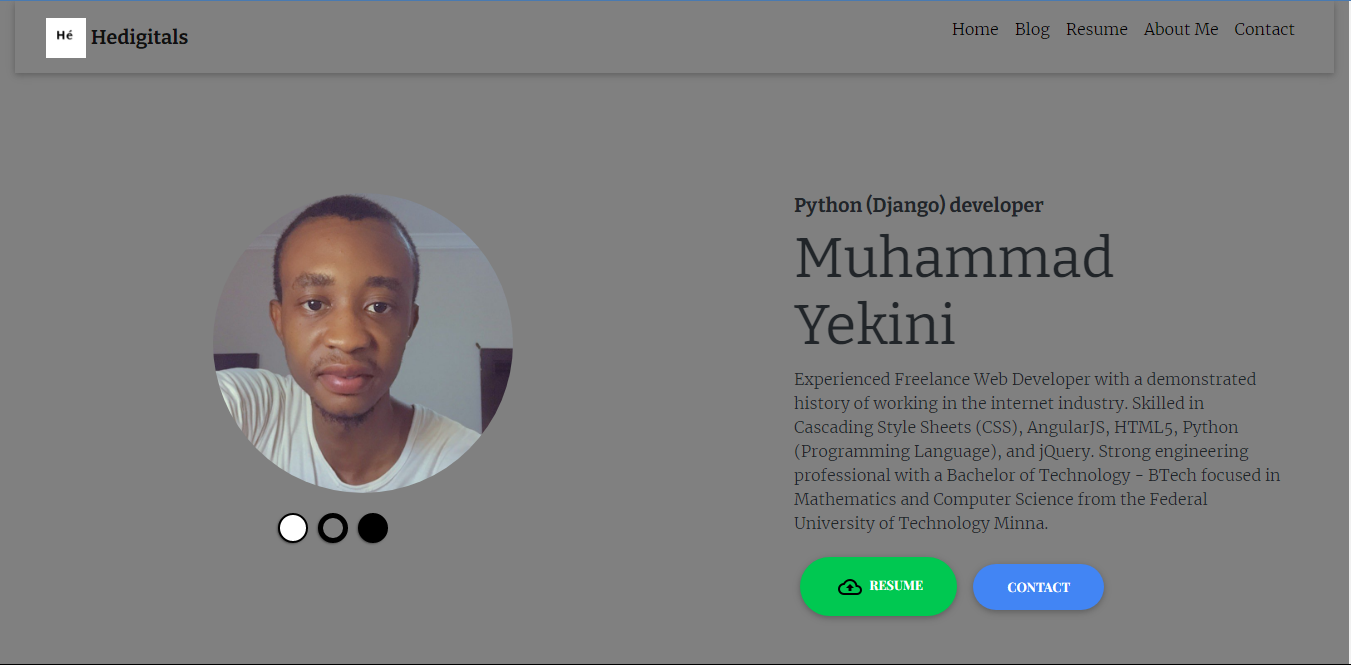 Hé
Hedigitals
Home Blog Resume About Me Contact
Python (Django) developer
Muhammad
Yekini
Experienced Freelance Web Developer with a demonstrated
history of working in the internet industry. Skilled in
Cascading Style Sheets (CSS), AngularJS, HTML5, Python
(Programming Language), and jQuery. Strong engineering
professional with a Bachelor of Technology - BTech focused in
Mathematics and Computer Science from the Federal
University of Technology Minna.
RESUME
CONTACT